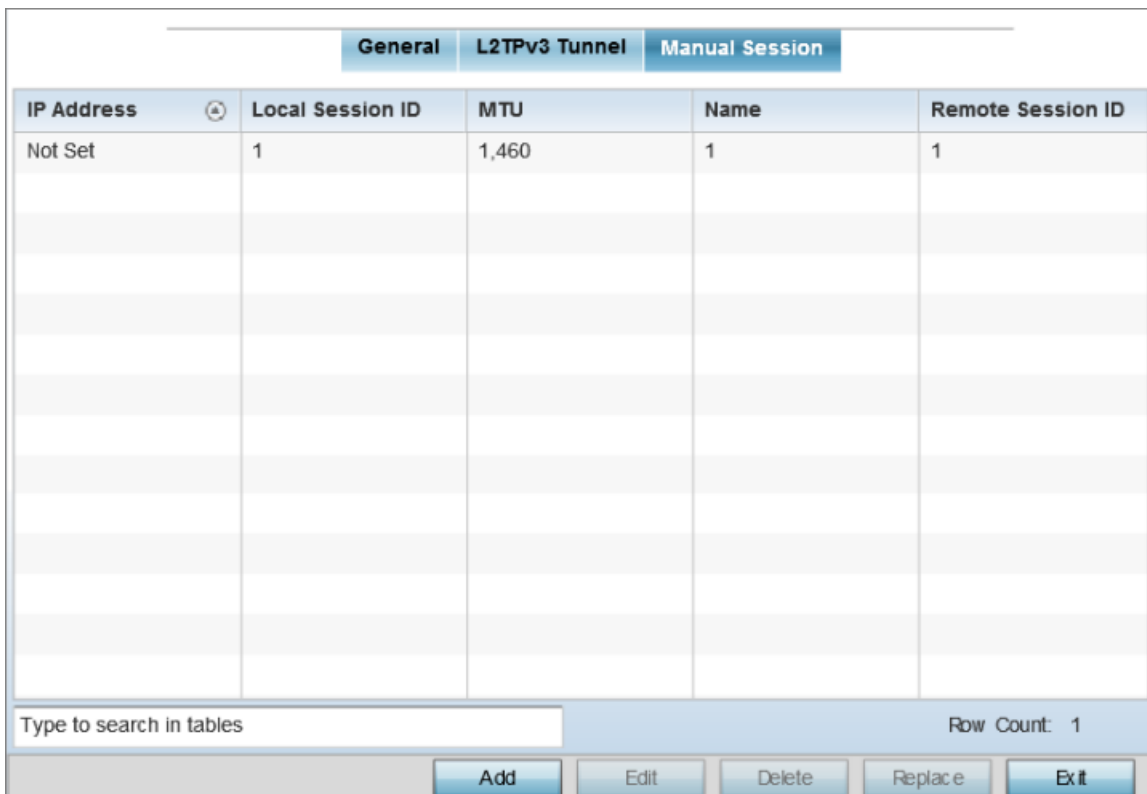 General L2TPv3 Tunnel Manual Session
IP Address Local Session ID MTU Name Remote Session ID
Not Set 1 1,460 1 1
Type to search in tables Row Count: 1
Add Edit Delete Replace Exit